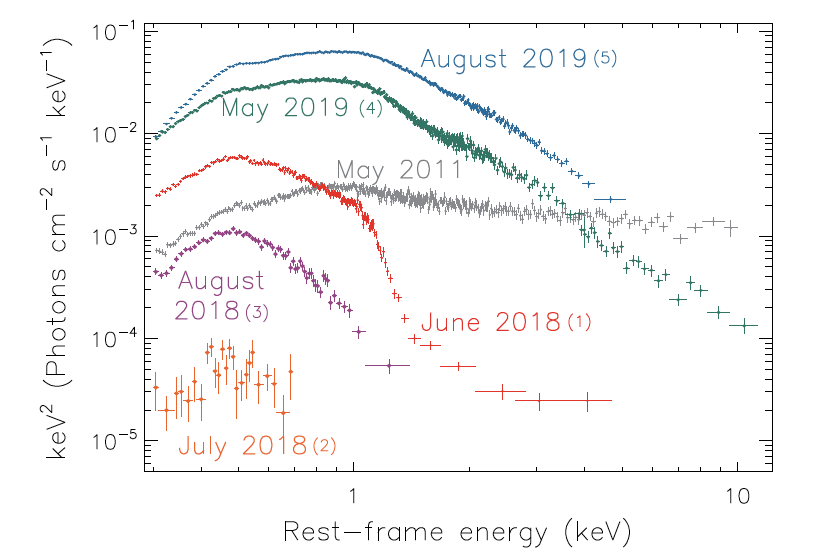 10⁻¹
August 2019 (5)
May 2019 (4)
10⁻²
May 2011
keV² (Photons cm⁻² s⁻¹ keV⁻¹)
10⁻³
August
2018 (3)
June 2018 (1)
10⁻⁴
July 2018 (2)
10⁻⁵
1
10
Rest−frame energy (keV)